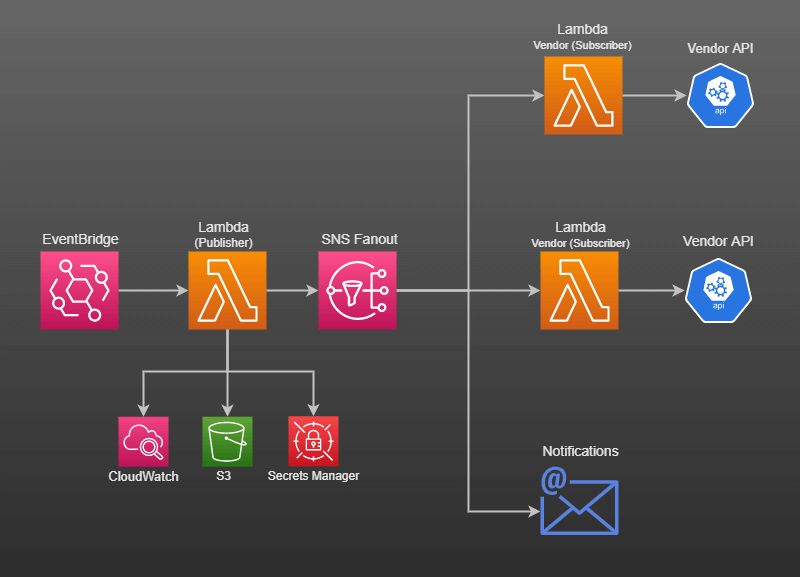 Lambda
Vendor (Subscriber)
Vendor API
api
EventBridge
Lambda
(Publisher)
SNS Fanout
Lambda
Vendor (Subscriber)
Vendor API
api
CloudWatch
S3
Secrets Manager
Notifications
@